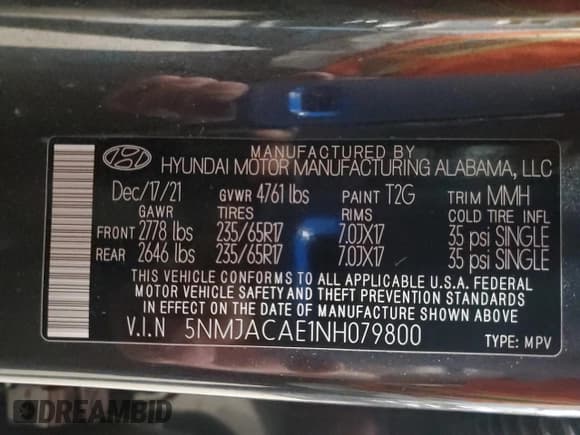 MANUFACTURED BY
HYUNDAI MOTOR MANUFACTURING ALABAMA, LLC
Dec/17/21 GVWR 4761 lbs PAINT T2G TRIM MMH
GAWR TIRES RIMS COLD TIRE INFL
FRONT 2778 lbs 235/65R17 7.0JX17 35 psi SINGLE
REAR 2646 lbs 235/65R17 7.0JX17 35 psi SINGLE
THIS VEHICLE CONFORMS TO ALL APPLICABLE U.S.A. FEDERAL
MOTOR VEHICLE SAFETY AND THEFT PREVENTION STANDARDS
IN EFFECT ON THE DATE OF MANUFACTURE SHOWN ABOVE.
V.I.N 5NMJACAE1NH079800 TYPE: MPV
DREAMBID